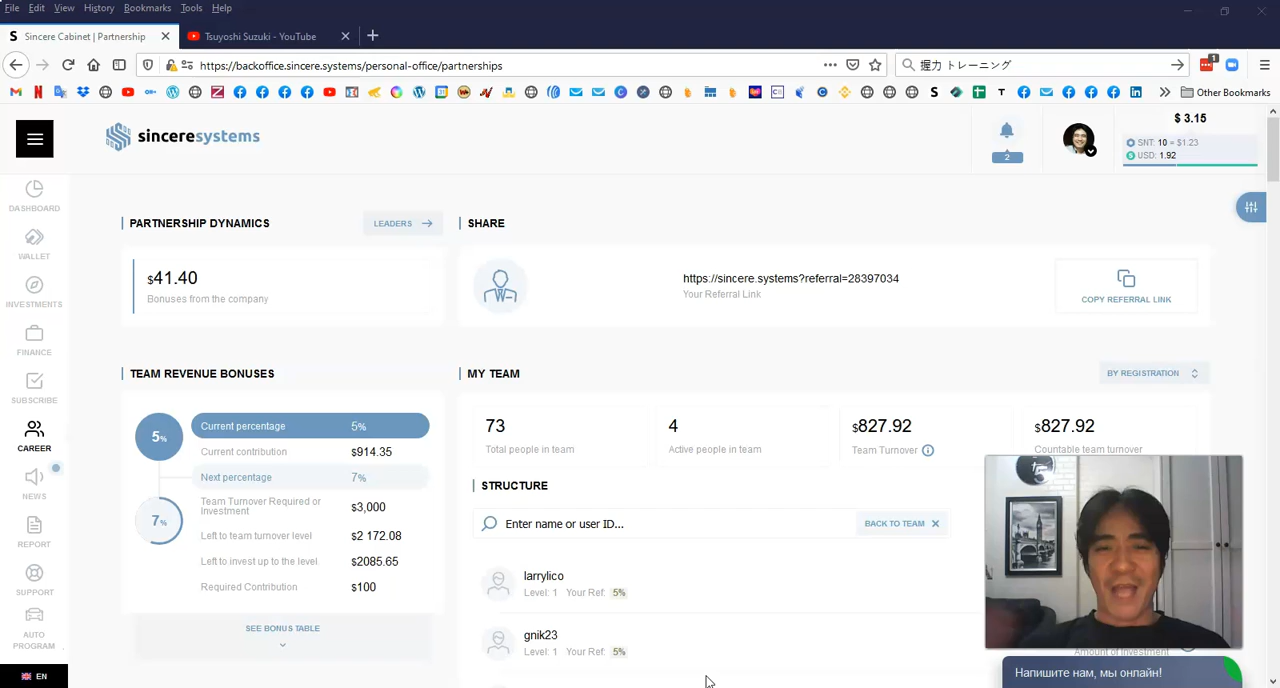 File Edit View History Bookmarks Tools Help
S Sincere Cabinet | Partnership
Tsuyoshi Suzuki - YouTube
https://backoffice.sincere.systems/personal-office/partnerships
握力 トレーニング
1
Other Bookmarks
sinceresystems
2
$ 3.15
SNT: 10 = $1.23
USD: 1.92
DASHBOARD
WALLET
INVESTMENTS
FINANCE
SUBSCRIBE
CAREER
NEWS
REPORT
SUPPORT
AUTO
PROGRAM
EN
PARTNERSHIP DYNAMICS
LEADERS
$41.40
Bonuses from the company
SHARE
https://sincere.systems?referral=28397034
Your Referral Link
COPY REFERRAL LINK
TEAM REVENUE BONUSES
5%
Current percentage 5%
Current contribution $914.35
Next percentage 7%
7%
Team Turnover Required or
Investment
$3,000
Left to team turnover level $2 172.08
Left to invest up to the level $2085.65
Required Contribution $100
SEE BONUS TABLE
MY TEAM
BY REGISTRATION
73
Total people in team
4
Active people in team
$827.92
Team Turnover
$827.92
Countable team turnover
STRUCTURE
Enter name or user ID...
BACK TO TEAM
larrylico
Level: 1 Your Ref: 5%
gnik23
Level: 1 Your Ref: 5%
Amount of Investment
Напишите нам, мы онлайн!